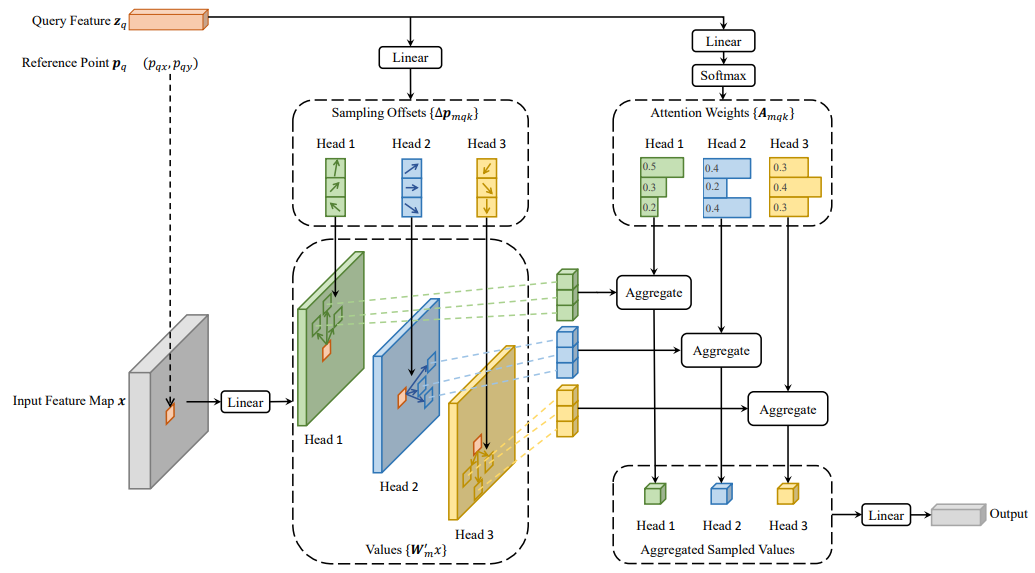 Query Feature z_q
Reference Point p_q (p_qx, p_qy)
Linear
Linear
Softmax
Sampling Offsets {Δp_mqk}
Head 1 Head 2 Head 3
Attention Weights {A_mqk}
Head 1 Head 2 Head 3
0.5 0.4 0.3
0.3 0.2 0.4
0.2 0.4 0.3
Aggregate
Aggregate
Aggregate
Input Feature Map x
Linear
Head 1
Head 2
Head 3
Values {W'_m x}
Head 1 Head 2 Head 3
Aggregated Sampled Values
Linear
Output